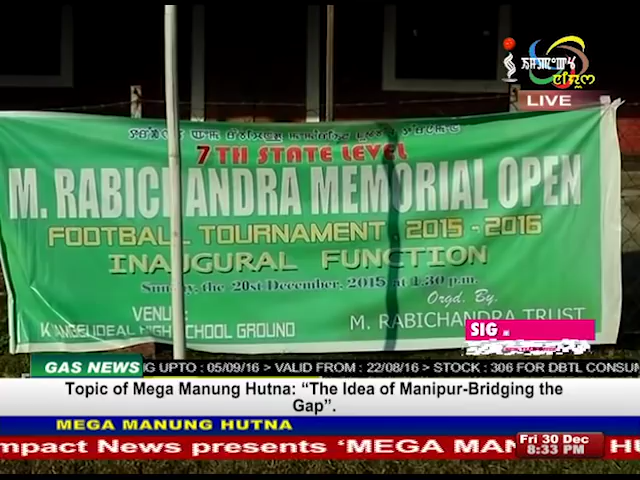 LIVE
7TH STATE LEVEL
M. RABICHANDRA MEMORIAL OPEN
FOOTBALL TOURNAMENT 2015 - 2016
INAUGURAL FUNCTION
Sunday, the 20st December, 2015 at 1.30 p.m.
Orgd. By.
VENUE:
HIGH SCHOOL GROUND
M. RABICHANDRA TRUST
SIG .
GAS NEWS
G UPTO : 05/09/16 > VALID FROM : 22/08/16 > STOCK : 306 FOR DBTL CONSUM
Topic of Mega Manung Hutna: “The Idea of Manipur-Bridging the
Gap”.
MEGA MANUNG HUTNA
mpact News presents ‘MEGA MAN HU
Fri 30 Dec
8:33 PM